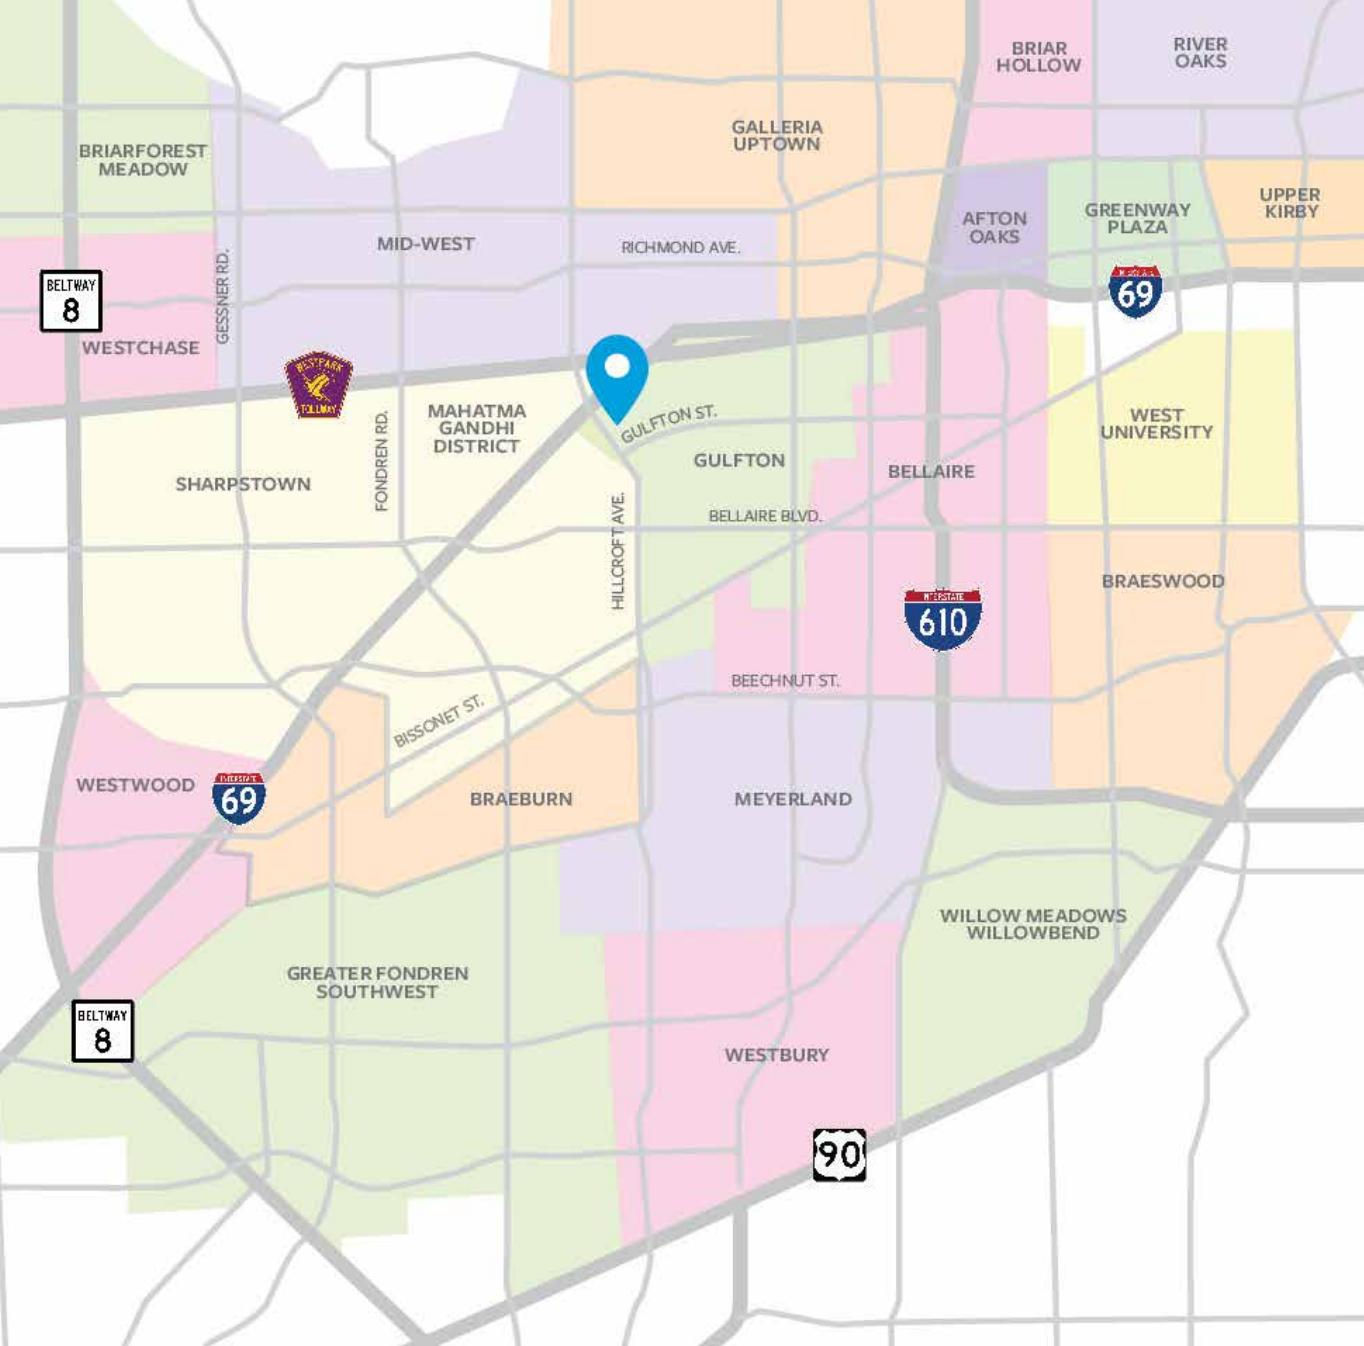 BRIAR
HOLLOW
RIVER
OAKS
GALLERIA
UPTOWN
BRIARFOREST
MEADOW
UPPER
KIRBY
GREENWAY
PLAZA
AFTON
OAKS
MID-WEST
RICHMOND AVE.
GESSNER RD.
BELTWAY
8
INTERSTATE
69
WESTCHASE
WESTPARK
TOLLWAY
MAHATMA
GANDHI
DISTRICT
FONDREN RD.
GULFTON ST.
WEST
UNIVERSITY
GULFTON
BELLAIRE
SHARPSTOWN
BELLAIRE BLVD.
HILLCROFT AVE.
BRAESWOOD
INTERSTATE
610
BEECHNUT ST.
BISSONET ST.
WESTWOOD
INTERSTATE
69
BRAEBURN
MEYERLAND
WILLOW MEADOWS
WILLOWBEND
GREATER FONDREN
SOUTHWEST
BELTWAY
8
WESTBURY
90